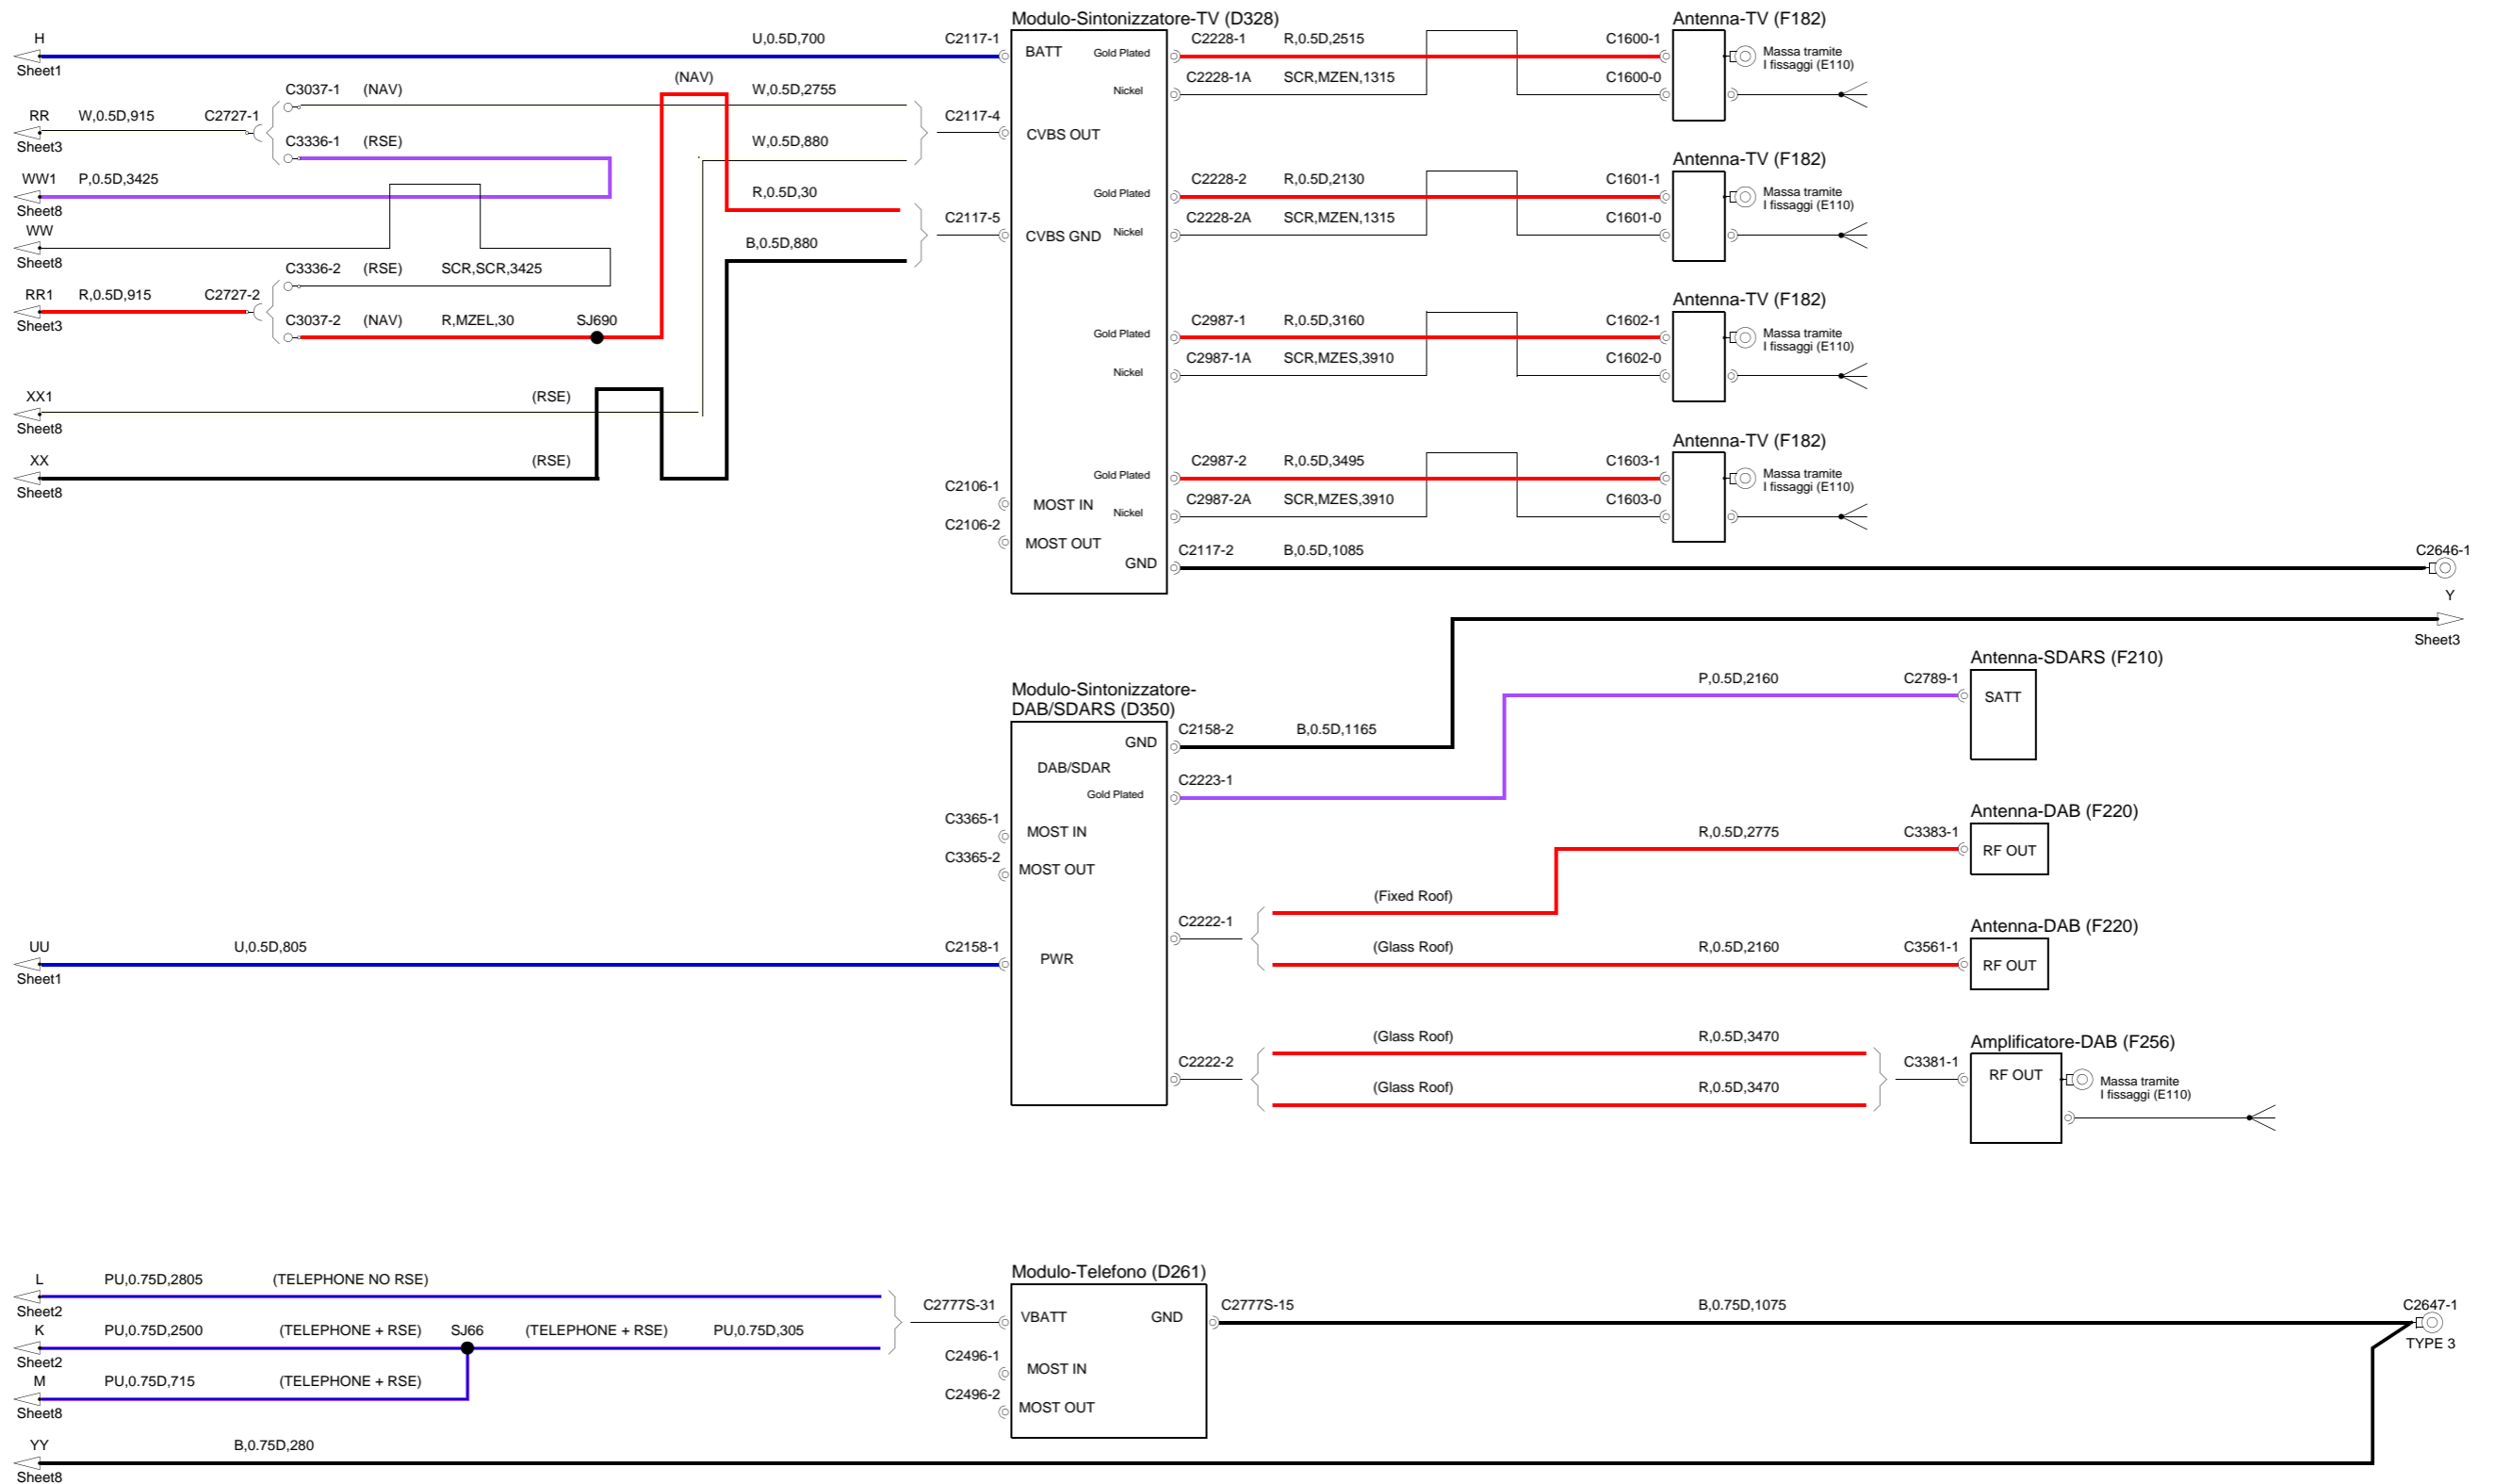 Modulo-Sintonizzatore-TV (D328)
Antenna-TV (F182)
H
U,0.5D,700
C2117-1
BATT
Gold Plated
C2228-1
R,0.5D,2515
C1600-1
Massa tramite
I fissaggi (E110)
Sheet1
(NAV)
C2228-1A
SCR,MZEN,1315
C1600-0
Nickel
C3037-1
(NAV)
W,0.5D,2755
RR
W,0.5D,915
C2727-1
C2117-4
CVBS OUT
Sheet3
C3336-1
(RSE)
W,0.5D,880
Antenna-TV (F182)
WW1
P,0.5D,3425
R,0.5D,30
Gold Plated
C2228-2
R,0.5D,2130
C1601-1
Massa tramite
I fissaggi (E110)
Sheet8
C2117-5
C2228-2A
SCR,MZEN,1315
C1601-0
WW
CVBS GND
Nickel
B,0.5D,880
Sheet8
C3336-2
(RSE)
SCR,SCR,3425
RR1
R,0.5D,915
C2727-2
Antenna-TV (F182)
Sheet3
C3037-2
(NAV)
R,MZEL,30
SJ690
Gold Plated
C2987-1
R,0.5D,3160
C1602-1
Massa tramite
I fissaggi (E110)
C2987-1A
SCR,MZES,3910
C1602-0
Nickel
XX1
(RSE)
Sheet8
Antenna-TV (F182)
XX
(RSE)
Gold Plated
C2987-2
R,0.5D,3495
C1603-1
Massa tramite
I fissaggi (E110)
Sheet8
C2106-1
MOST IN
Nickel
C2987-2A
SCR,MZES,3910
C1603-0
C2106-2
MOST OUT
GND
C2117-2
B,0.5D,1085
C2646-1
Y
Sheet3
Antenna-SDARS (F210)
Modulo-Sintonizzatore-
DAB/SDARS (D350)
P,0.5D,2160
C2789-1
SATT
GND
C2158-2
B,0.5D,1165
DAB/SDAR
Gold Plated
C2223-1
Antenna-DAB (F220)
C3365-1
MOST IN
R,0.5D,2775
C3383-1
RF OUT
C3365-2
MOST OUT
(Fixed Roof)
C2222-1
Antenna-DAB (F220)
UU
U,0.5D,805
C2158-1
PWR
(Glass Roof)
R,0.5D,2160
C3561-1
RF OUT
Sheet1
(Glass Roof)
R,0.5D,3470
Amplificatore-DAB (F256)
C2222-2
C3381-1
RF OUT
Massa tramite
I fissaggi (E110)
(Glass Roof)
R,0.5D,3470
Modulo-Telefono (D261)
L
PU,0.75D,2805
(TELEPHONE NO RSE)
Sheet2
C2777S-31
VBATT
GND
C2777S-15
B,0.75D,1075
C2647-1
TYPE 3
K
PU,0.75D,2500
(TELEPHONE + RSE)
SJ66
(TELEPHONE + RSE)
PU,0.75D,305
Sheet2
C2496-1
MOST IN
M
PU,0.75D,715
(TELEPHONE + RSE)
C2496-2
MOST OUT
Sheet8
YY
B,0.75D,280
Sheet8